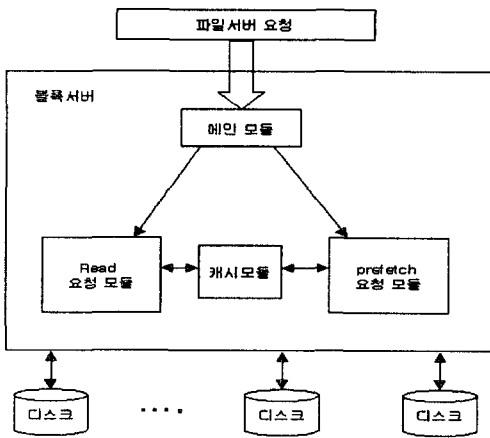 파일서버 요청
블록서버
메인 모듈
Read
요청 모듈
캐시모듈
prefetch
요청 모듈
디스크
....
디스크
디스크